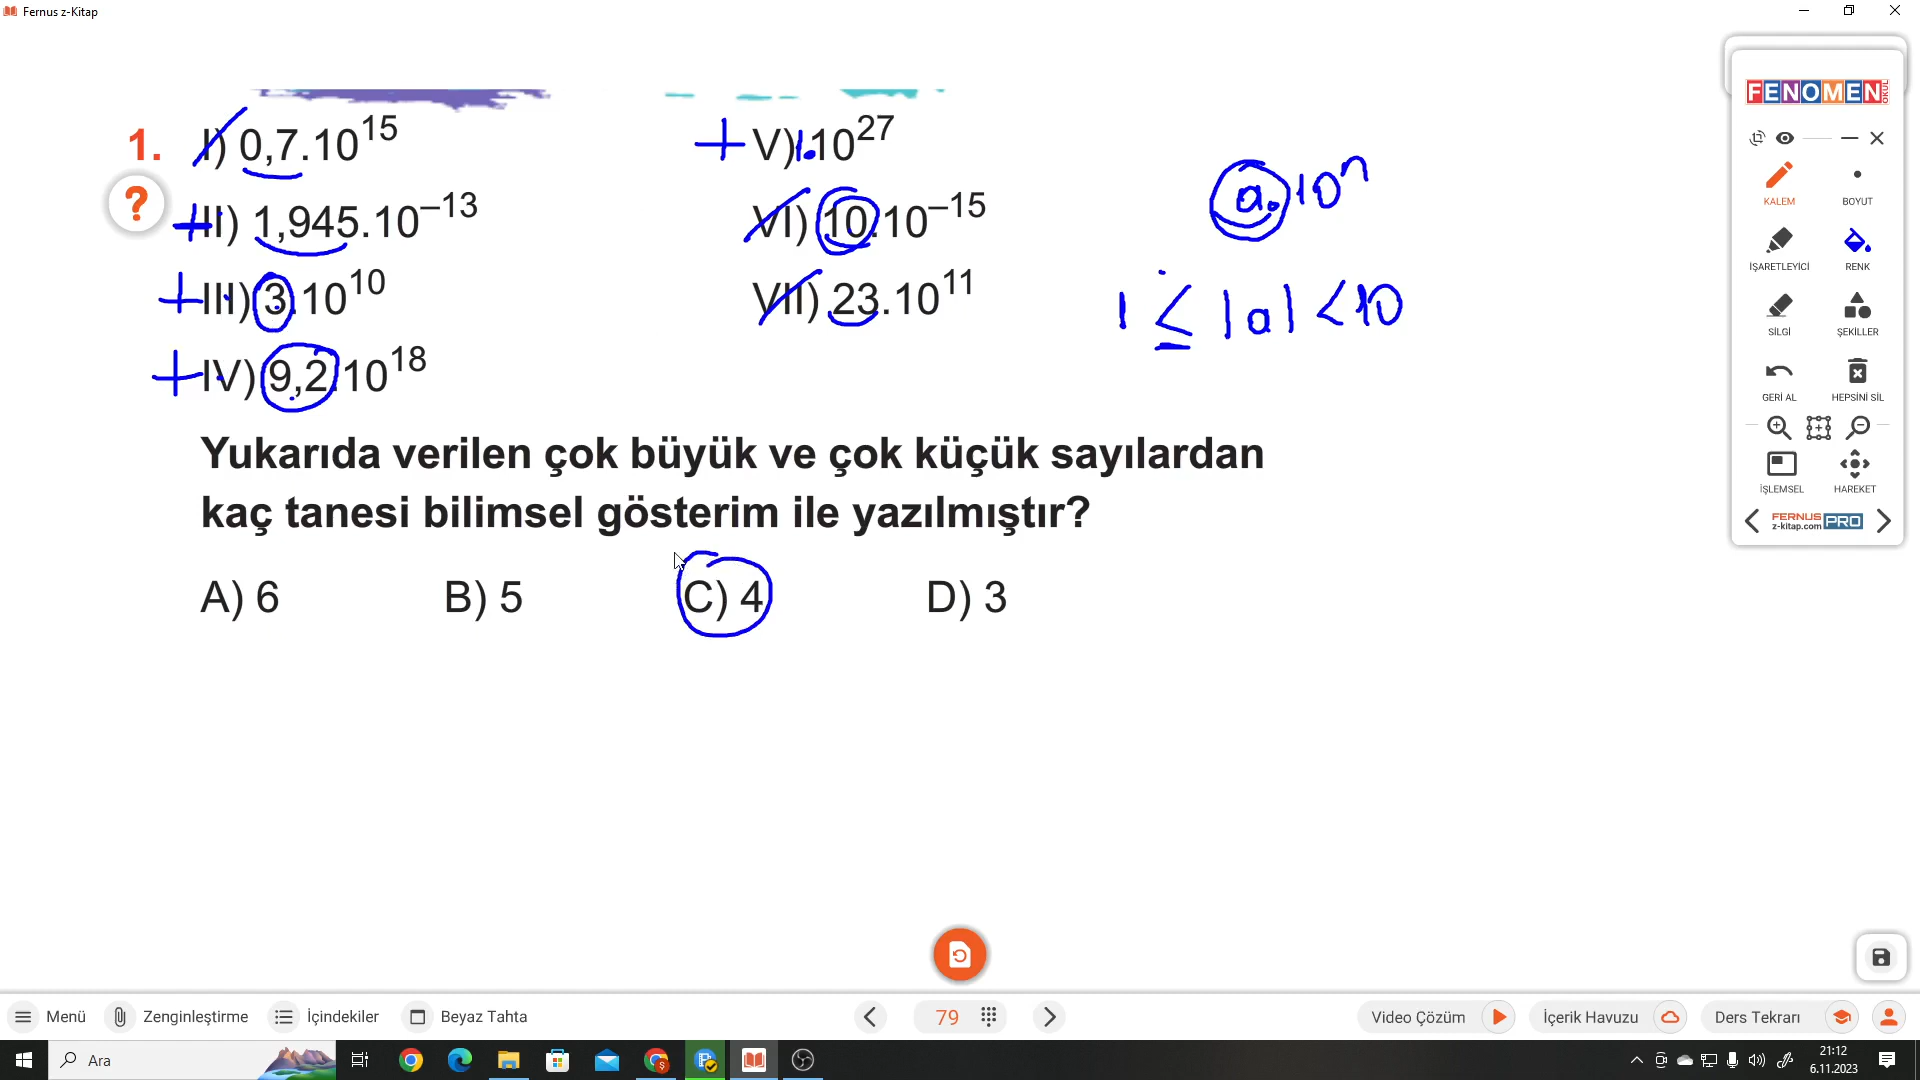 Fernus z-Kitap
1. I) 0,7.10^15
II) 1,945.10^–13
III) 3.10^10
IV) 9,2.10^18
V) 1.10^27
VI) 10.10^–15
VII) 23.10^11
a.10^n
1 ≤ |a| < 10
?
Yukarıda verilen çok büyük ve çok küçük sayılardan
kaç tanesi bilimsel gösterim ile yazılmıştır?
A) 6 B) 5 C) 4 D) 3
FENOMEN OKUL
KALEM BOYUT
İŞARETLEYİCİ RENK
SİLGİ ŞEKİLLER
GERİ AL HEPSİNİ SİL
İŞLEMSEL HAREKET
FERNUS z-kitap.com PRO
Menü Zenginleştirme İçindekiler Beyaz Tahta 79 Video Çözüm İçerik Havuzu Ders Tekrarı
Ara
21:12
6.11.2023